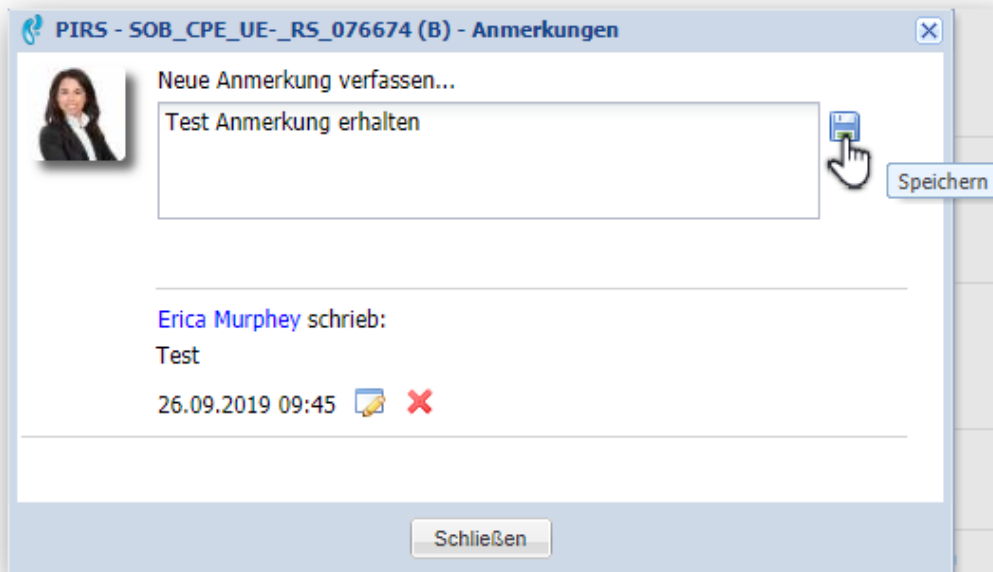 PIRS - SOB_CPE_UE-_RS_076674 (B) - Anmerkungen
Neue Anmerkung verfassen...
Test Anmerkung erhalten
Speichern
Erica Murphey schrieb:
Test
26.09.2019 09:45
Schließen